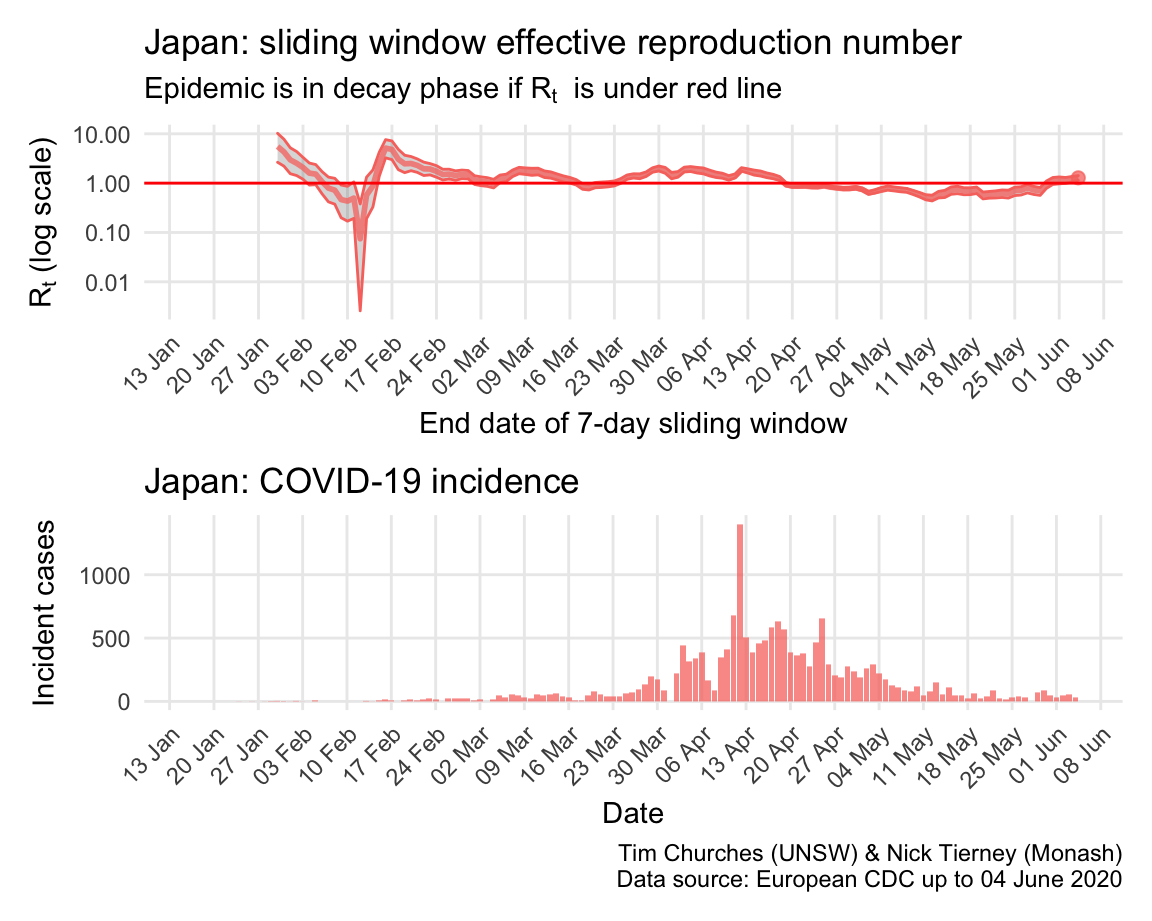 Japan: sliding window effective reproduction number
Epidemic is in decay phase if Rt is under red line
Rt (log scale)
10.00
1.00
0.10
0.01
13 Jan
20 Jan
27 Jan
03 Feb
10 Feb
17 Feb
24 Feb
02 Mar
09 Mar
16 Mar
23 Mar
30 Mar
06 Apr
13 Apr
20 Apr
27 Apr
04 May
11 May
18 May
25 May
01 Jun
08 Jun
End date of 7-day sliding window
Japan: COVID-19 incidence
Incident cases
1000
500
0
13 Jan
20 Jan
27 Jan
03 Feb
10 Feb
17 Feb
24 Feb
02 Mar
09 Mar
16 Mar
23 Mar
30 Mar
06 Apr
13 Apr
20 Apr
27 Apr
04 May
11 May
18 May
25 May
01 Jun
08 Jun
Date
Tim Churches (UNSW) & Nick Tierney (Monash)
Data source: European CDC up to 04 June 2020